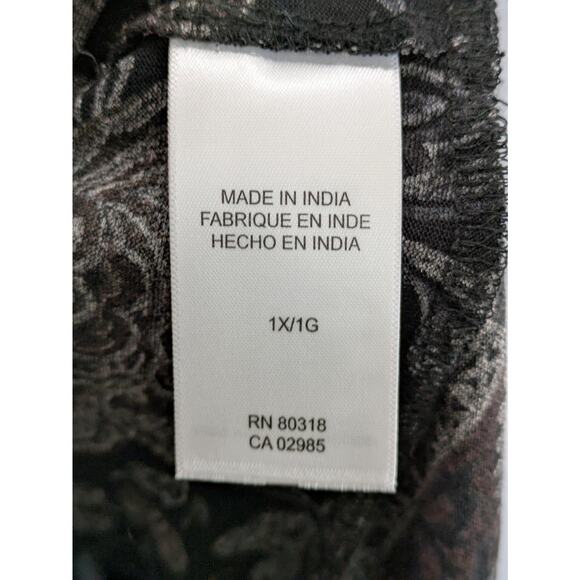 MADE IN INDIA
FABRIQUE EN INDE
HECHO EN INDIA
1X/1G
RN 80318
CA 02985